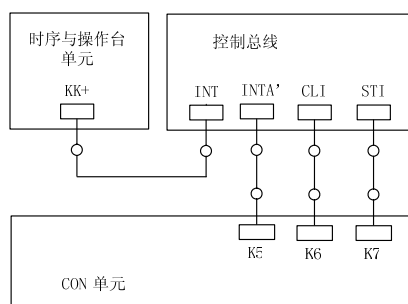 时序与操作台
单元
控制总线
KK+
INT
INTA'
CLI
STI
K5
K6
K7
CON 单元